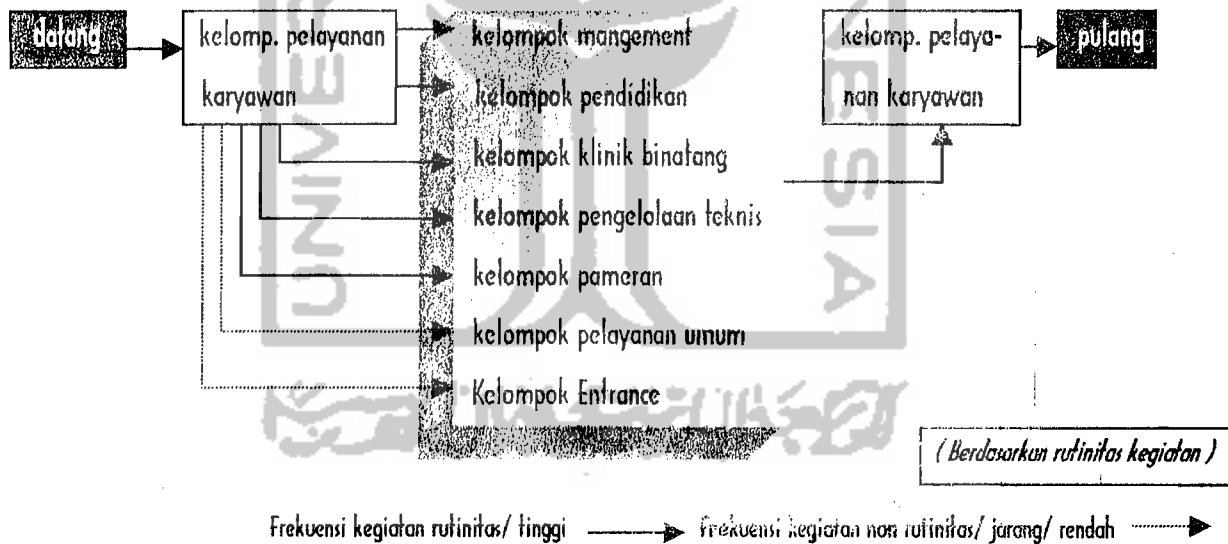 datang
kelomp. pelayanan
karyawan
kelompok mangement
kelompok pendidikan
kelompok klinik binatang
kelompok pengelolaan teknis
kelompok pameran
kelompok pelayanan umum
Kelompok Entrance
kelomp. pelaya-
nan karyawan
pulang
( Berdasarkan rutinitas kegiatan )
Frekuensi kegiatan rutinitas/ tinggi
Frekuensi kegiatan non rutinitas/ jarang/ rendah
UNIVER
NESIA